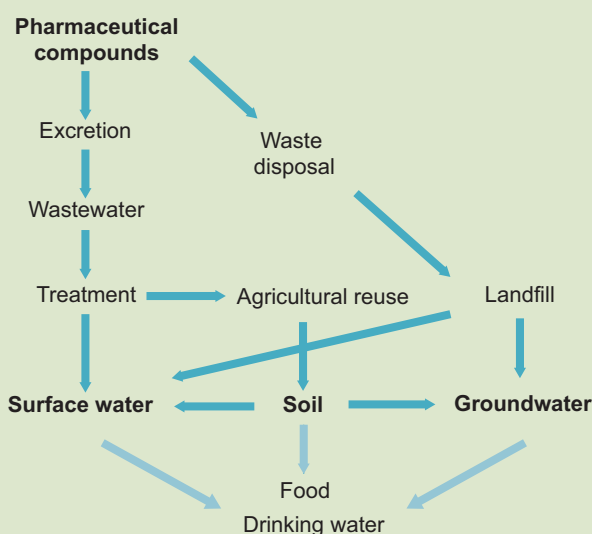 Pharmaceutical
compounds
Excretion
Waste
disposal
Wastewater
Treatment
Agricultural reuse
Landfill
Surface water
Soil
Groundwater
Food
Drinking water